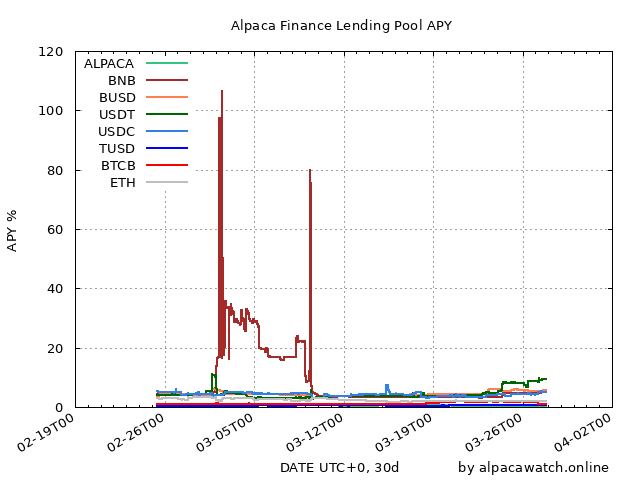 Alpaca Finance Lending Pool APY
120
100
80
60
40
20
0
APY %
ALPACA
BNB
BUSD
USDT
USDC
TUSD
BTCB
ETH
02-19T00
02-26T00
03-05T00
03-12T00
03-19T00
03-26T00
04-02T00
DATE UTC+0, 30d
by alpacawatch.online